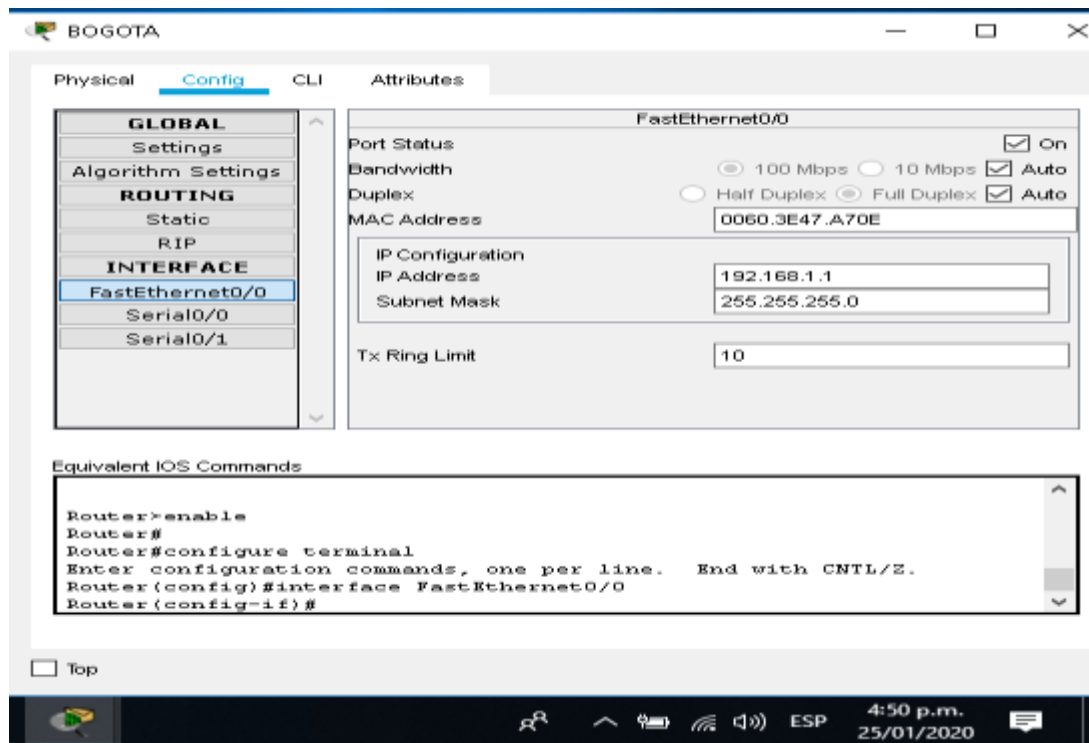 BOGOTA
Physical Config CLI Attributes
GLOBAL
Settings
Algorithm Settings
ROUTING
Static
RIP
INTERFACE
FastEthernet0/0
Serial0/0
Serial0/1
FastEthernet0/0
Port Status On
Bandwidth 100 Mbps 10 Mbps Auto
Duplex Half Duplex Full Duplex Auto
MAC Address 0060.3E47.A70E
IP Configuration
IP Address 192.168.1.1
Subnet Mask 255.255.255.0
Tx Ring Limit 10
Equivalent IOS Commands
Router>enable
Router#
Router#configure terminal
Enter configuration commands, one per line. End with CNTL/Z.
Router(config)#interface FastEthernet0/0
Router(config-if)#
Top
ESP
4:50 p.m.
25/01/2020